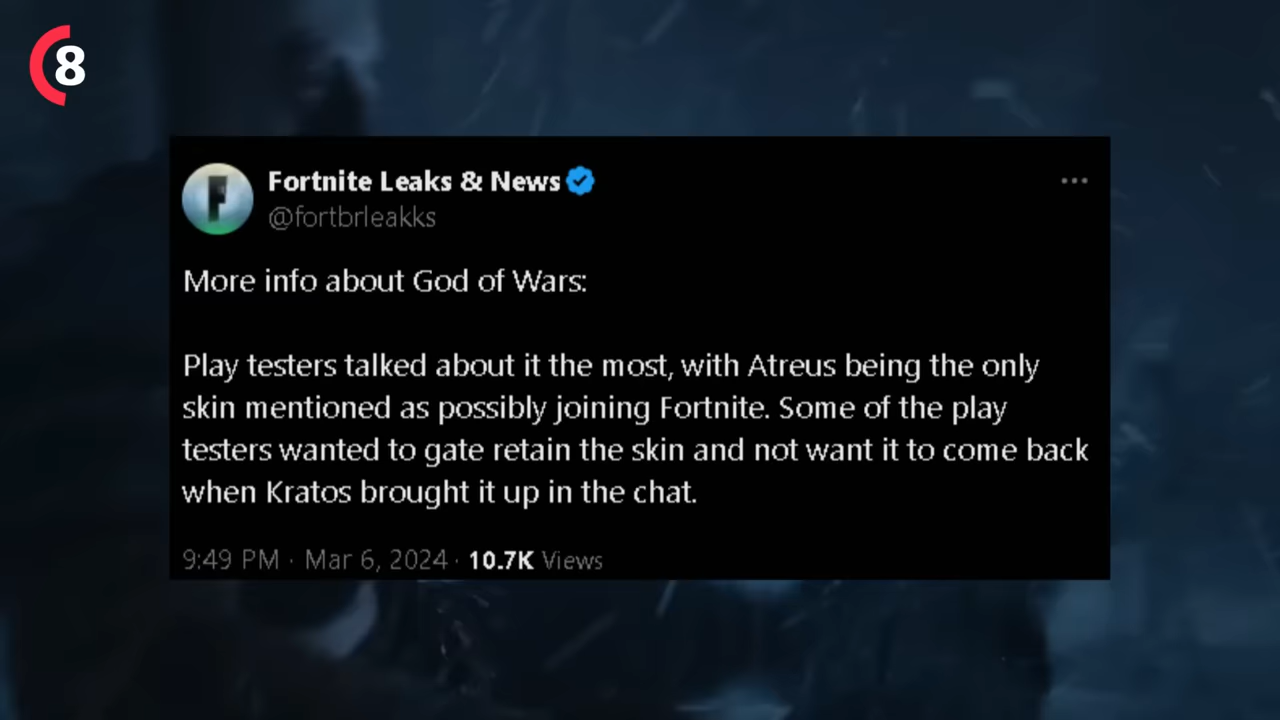 8
Fortnite Leaks & News
@fortbrleakks
More info about God of Wars:
Play testers talked about it the most, with Atreus being the only
skin mentioned as possibly joining Fortnite. Some of the play
testers wanted to gate retain the skin and not want it to come back
when Kratos brought it up in the chat.
9:49 PM · Mar 6, 2024 · 10.7K Views